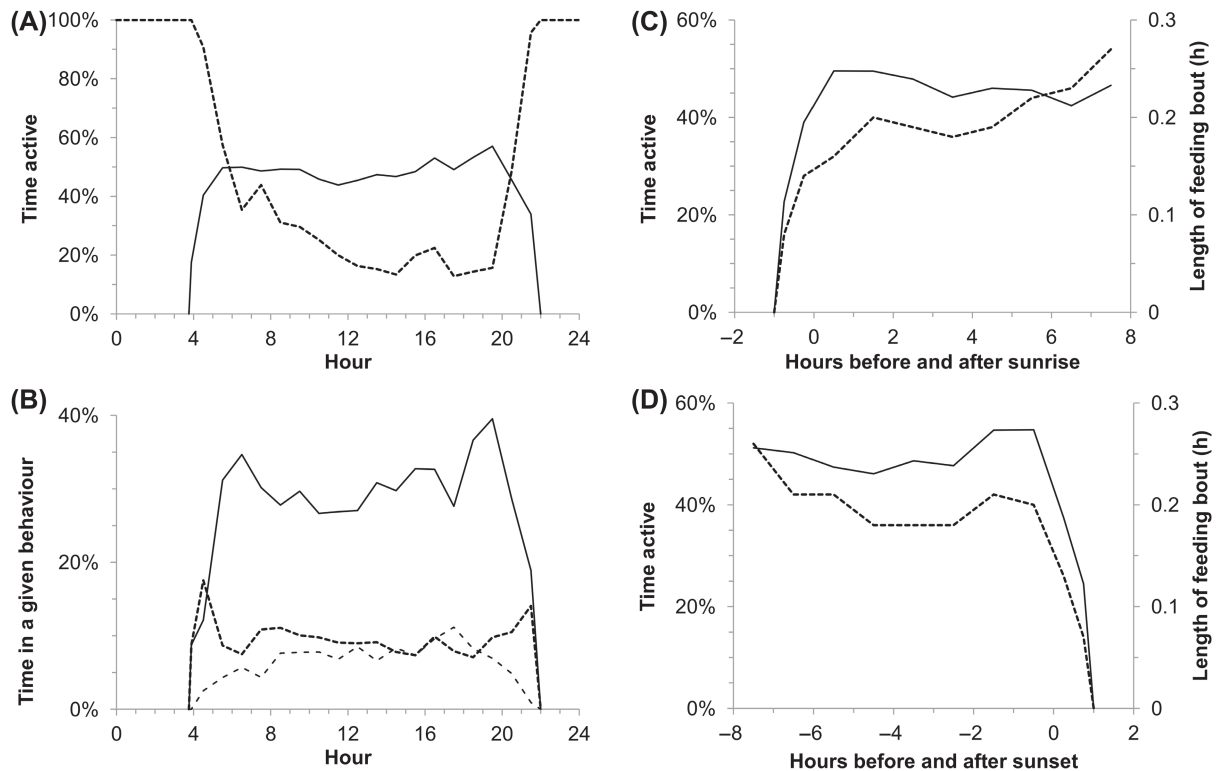 (A)
100%
80%
60%
40%
20%
0%
Time active
0 4 8 12 16 20 24
Hour
(B)
40%
20%
0%
Time in a given behaviour
0 4 8 12 16 20 24
Hour
(C)
60%
40%
20%
0%
Time active
0.3
0.2
0.1
0
Length of feeding bout (h)
–2 0 2 4 6 8
Hours before and after sunrise
(D)
60%
40%
20%
0%
Time active
0.3
0.2
0.1
0
Length of feeding bout (h)
–8 –6 –4 –2 0 2
Hours before and after sunset